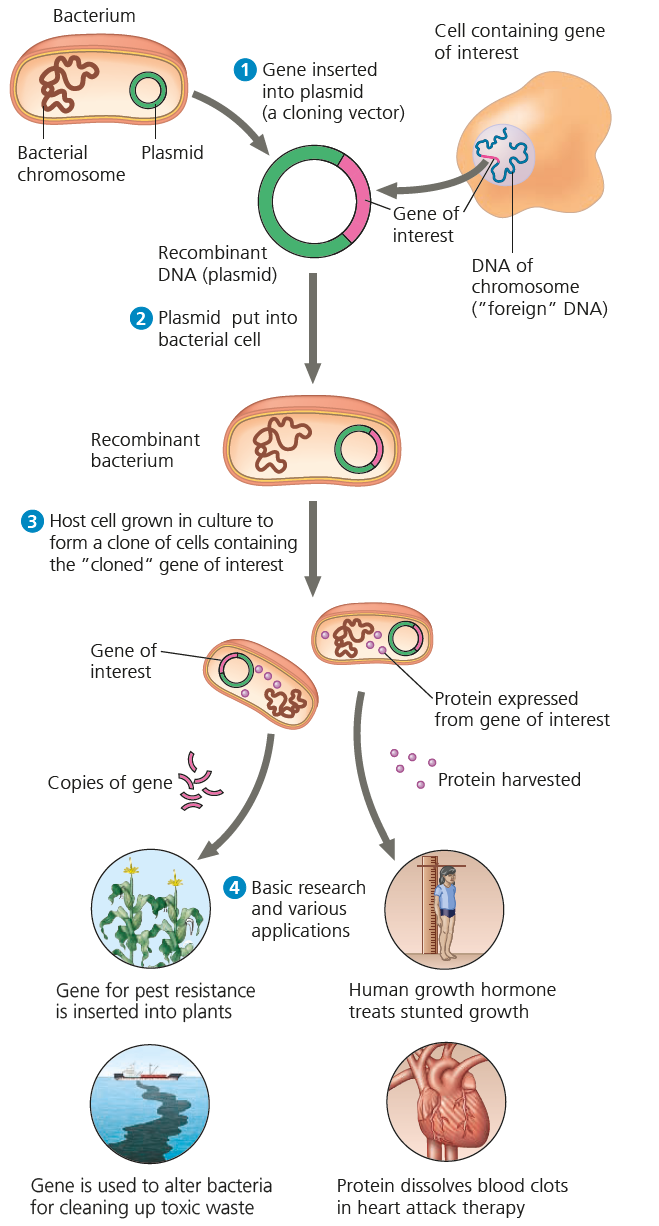 Bacterium
Cell containing gene
of interest
1 Gene inserted
into plasmid
(a cloning vector)
Bacterial
chromosome
Plasmid
Gene of
interest
Recombinant
DNA (plasmid)
DNA of
chromosome
("foreign" DNA)
2 Plasmid put into
bacterial cell
Recombinant
bacterium
3 Host cell grown in culture to
form a clone of cells containing
the "cloned" gene of interest
Gene of
interest
Protein expressed
from gene of interest
Copies of gene
Protein harvested
4 Basic research
and various
applications
Gene for pest resistance
is inserted into plants
Human growth hormone
treats stunted growth
Gene is used to alter bacteria
for cleaning up toxic waste
Protein dissolves blood clots
in heart attack therapy